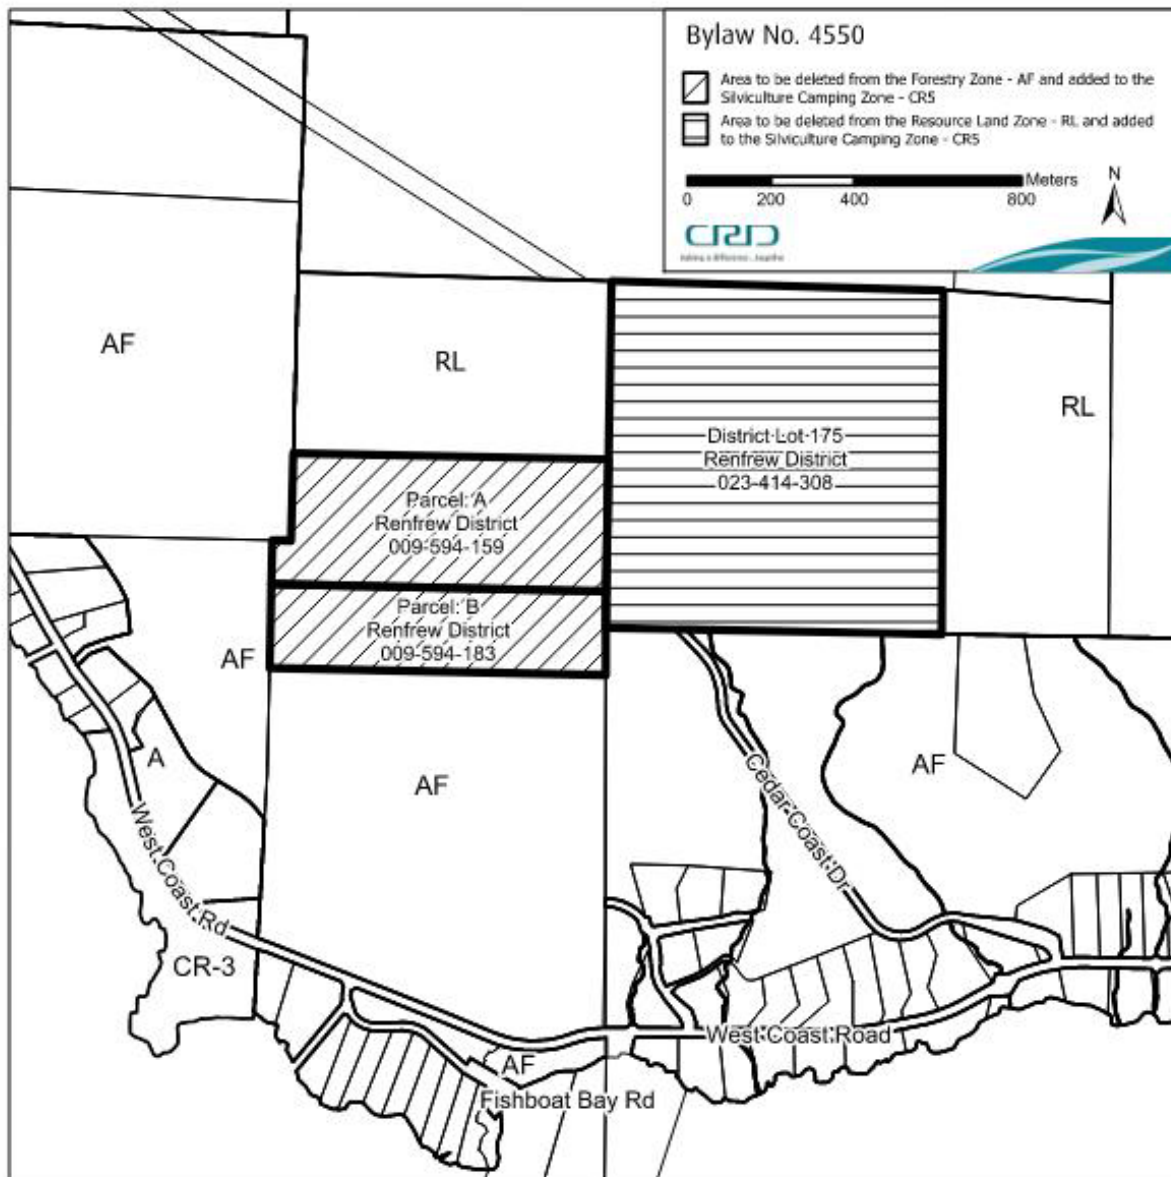 Bylaw No. 4550
Area to be deleted from the Forestry Zone - AF and added to the
Silviculture Camping Zone - CR5
Area to be deleted from the Resource Land Zone - RL and added
to the Silviculture Camping Zone - CR5
Meters
0 200 400 800
N
CRD
Making a difference...together
AF
RL
RL
District Lot 175
Renfrew District
023-414-308
Parcel: A
Renfrew District
009-594-159
Parcel: B
Renfrew District
009-594-183
AF
A
AF
AF
Cedar Coast Dr
West Coast Rd
CR-3
West Coast Road
AF
Fishboat Bay Rd